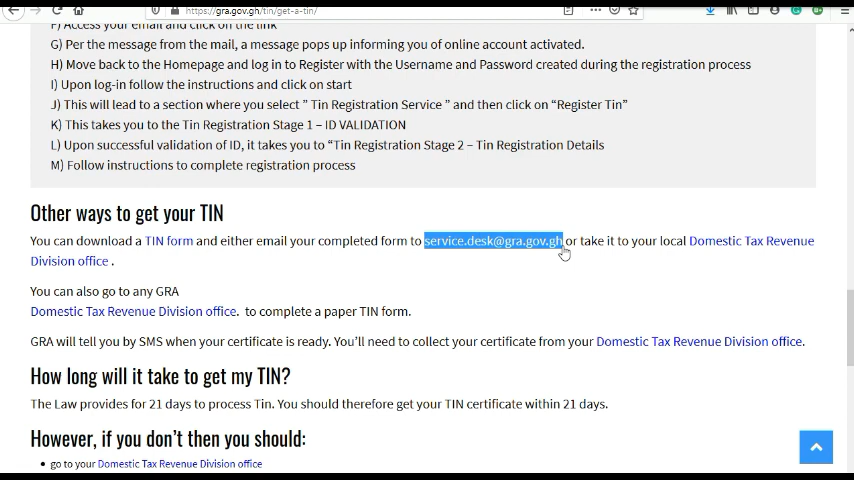 https://gra.gov.gh/tin/get-a-tin/
F) Access your email and click on the link
G) Per the message from the mail, a message pops up informing you of online account activated.
H) Move back to the Homepage and log in to Register with the Username and Password created during the registration process
I) Upon log-in follow the instructions and click on start
J) This will lead to a section where you select ” Tin Registration Service ” and then click on “Register Tin”
K) This takes you to the Tin Registration Stage 1 – ID VALIDATION
L) Upon successful validation of ID, it takes you to “Tin Registration Stage 2 – Tin Registration Details
M) Follow instructions to complete registration process
Other ways to get your TIN
You can download a TIN form and either email your completed form to service.desk@gra.gov.gh or take it to your local Domestic Tax Revenue
Division office .
You can also go to any GRA
Domestic Tax Revenue Division office. to complete a paper TIN form.
GRA will tell you by SMS when your certificate is ready. You’ll need to collect your certificate from your Domestic Tax Revenue Division office.
How long will it take to get my TIN?
The Law provides for 21 days to process Tin. You should therefore get your TIN certificate within 21 days.
However, if you don’t then you should:
• go to your Domestic Tax Revenue Division office